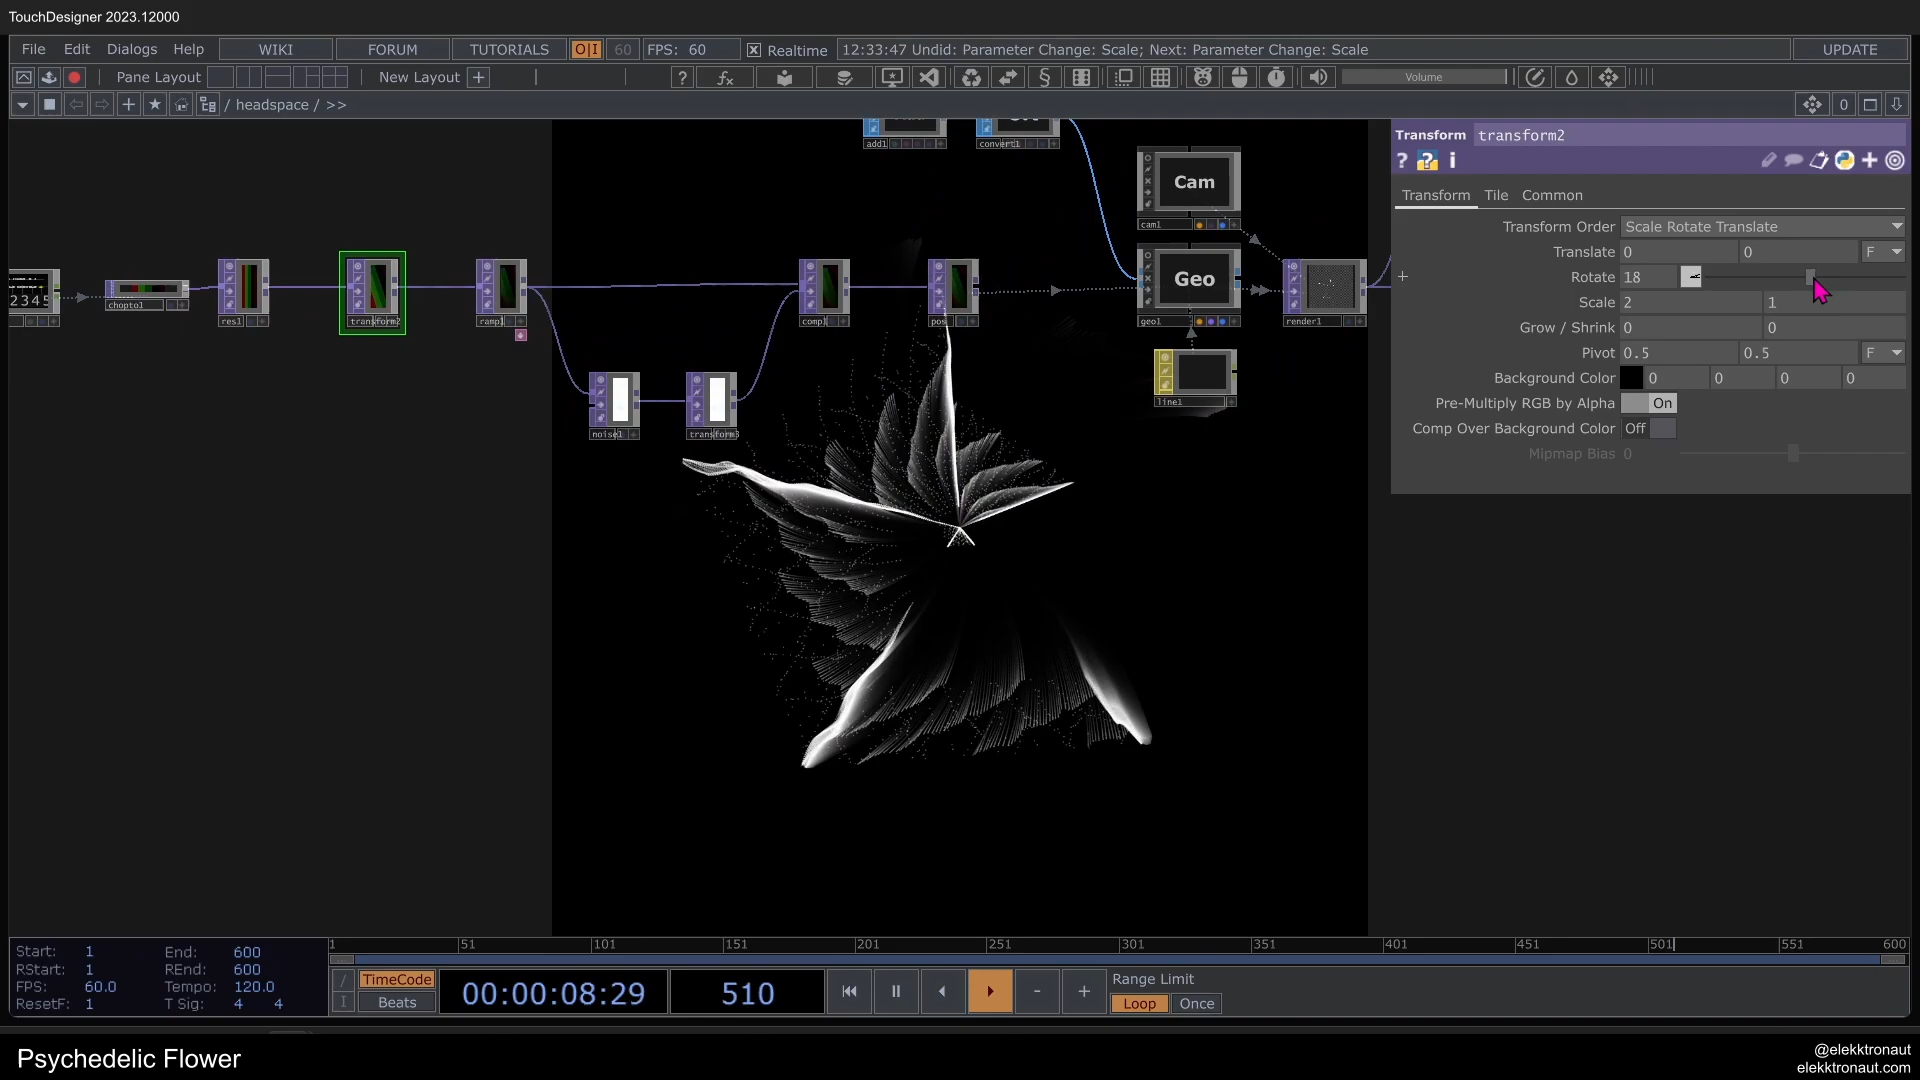 TouchDesigner 2023.12000
File Edit Dialogs Help WIKI FORUM TUTORIALS O|I 60 FPS: 60 Realtime 12:33:47 Undid: Parameter Change: Scale; Next: Parameter Change: Scale UPDATE
Pane Layout New Layout + ? fx Volume
/ headspace / >> 0
add1 convert1
Transform transform2
? ? i
Cam
cam1
Transform Tile Common
Transform Order Scale Rotate Translate
Translate 0 0 F
Rotate 18
Scale 2 1
Grow / Shrink 0 0
Pivot 0.5 0.5 F
Background Color 0 0 0 0
Pre-Multiply RGB by Alpha On
Comp Over Background Color Off
Mipmap Bias 0
Geo
2345
chopto1 res1 transform2 ramp1 comp1 pos geo1 render1
line1
noise1 transform3
1 51 101 151 201 251 301 351 401 451 501 551 600
Start: 1 End: 600
RStart: 1 REnd: 600
FPS: 60.0 Tempo: 120.0
ResetF: 1 T Sig: 4 4
TimeCode
Beats
00:00:08:29 510
Range Limit
Loop Once
Psychedelic Flower
@elekktronaut
elekktronaut.com